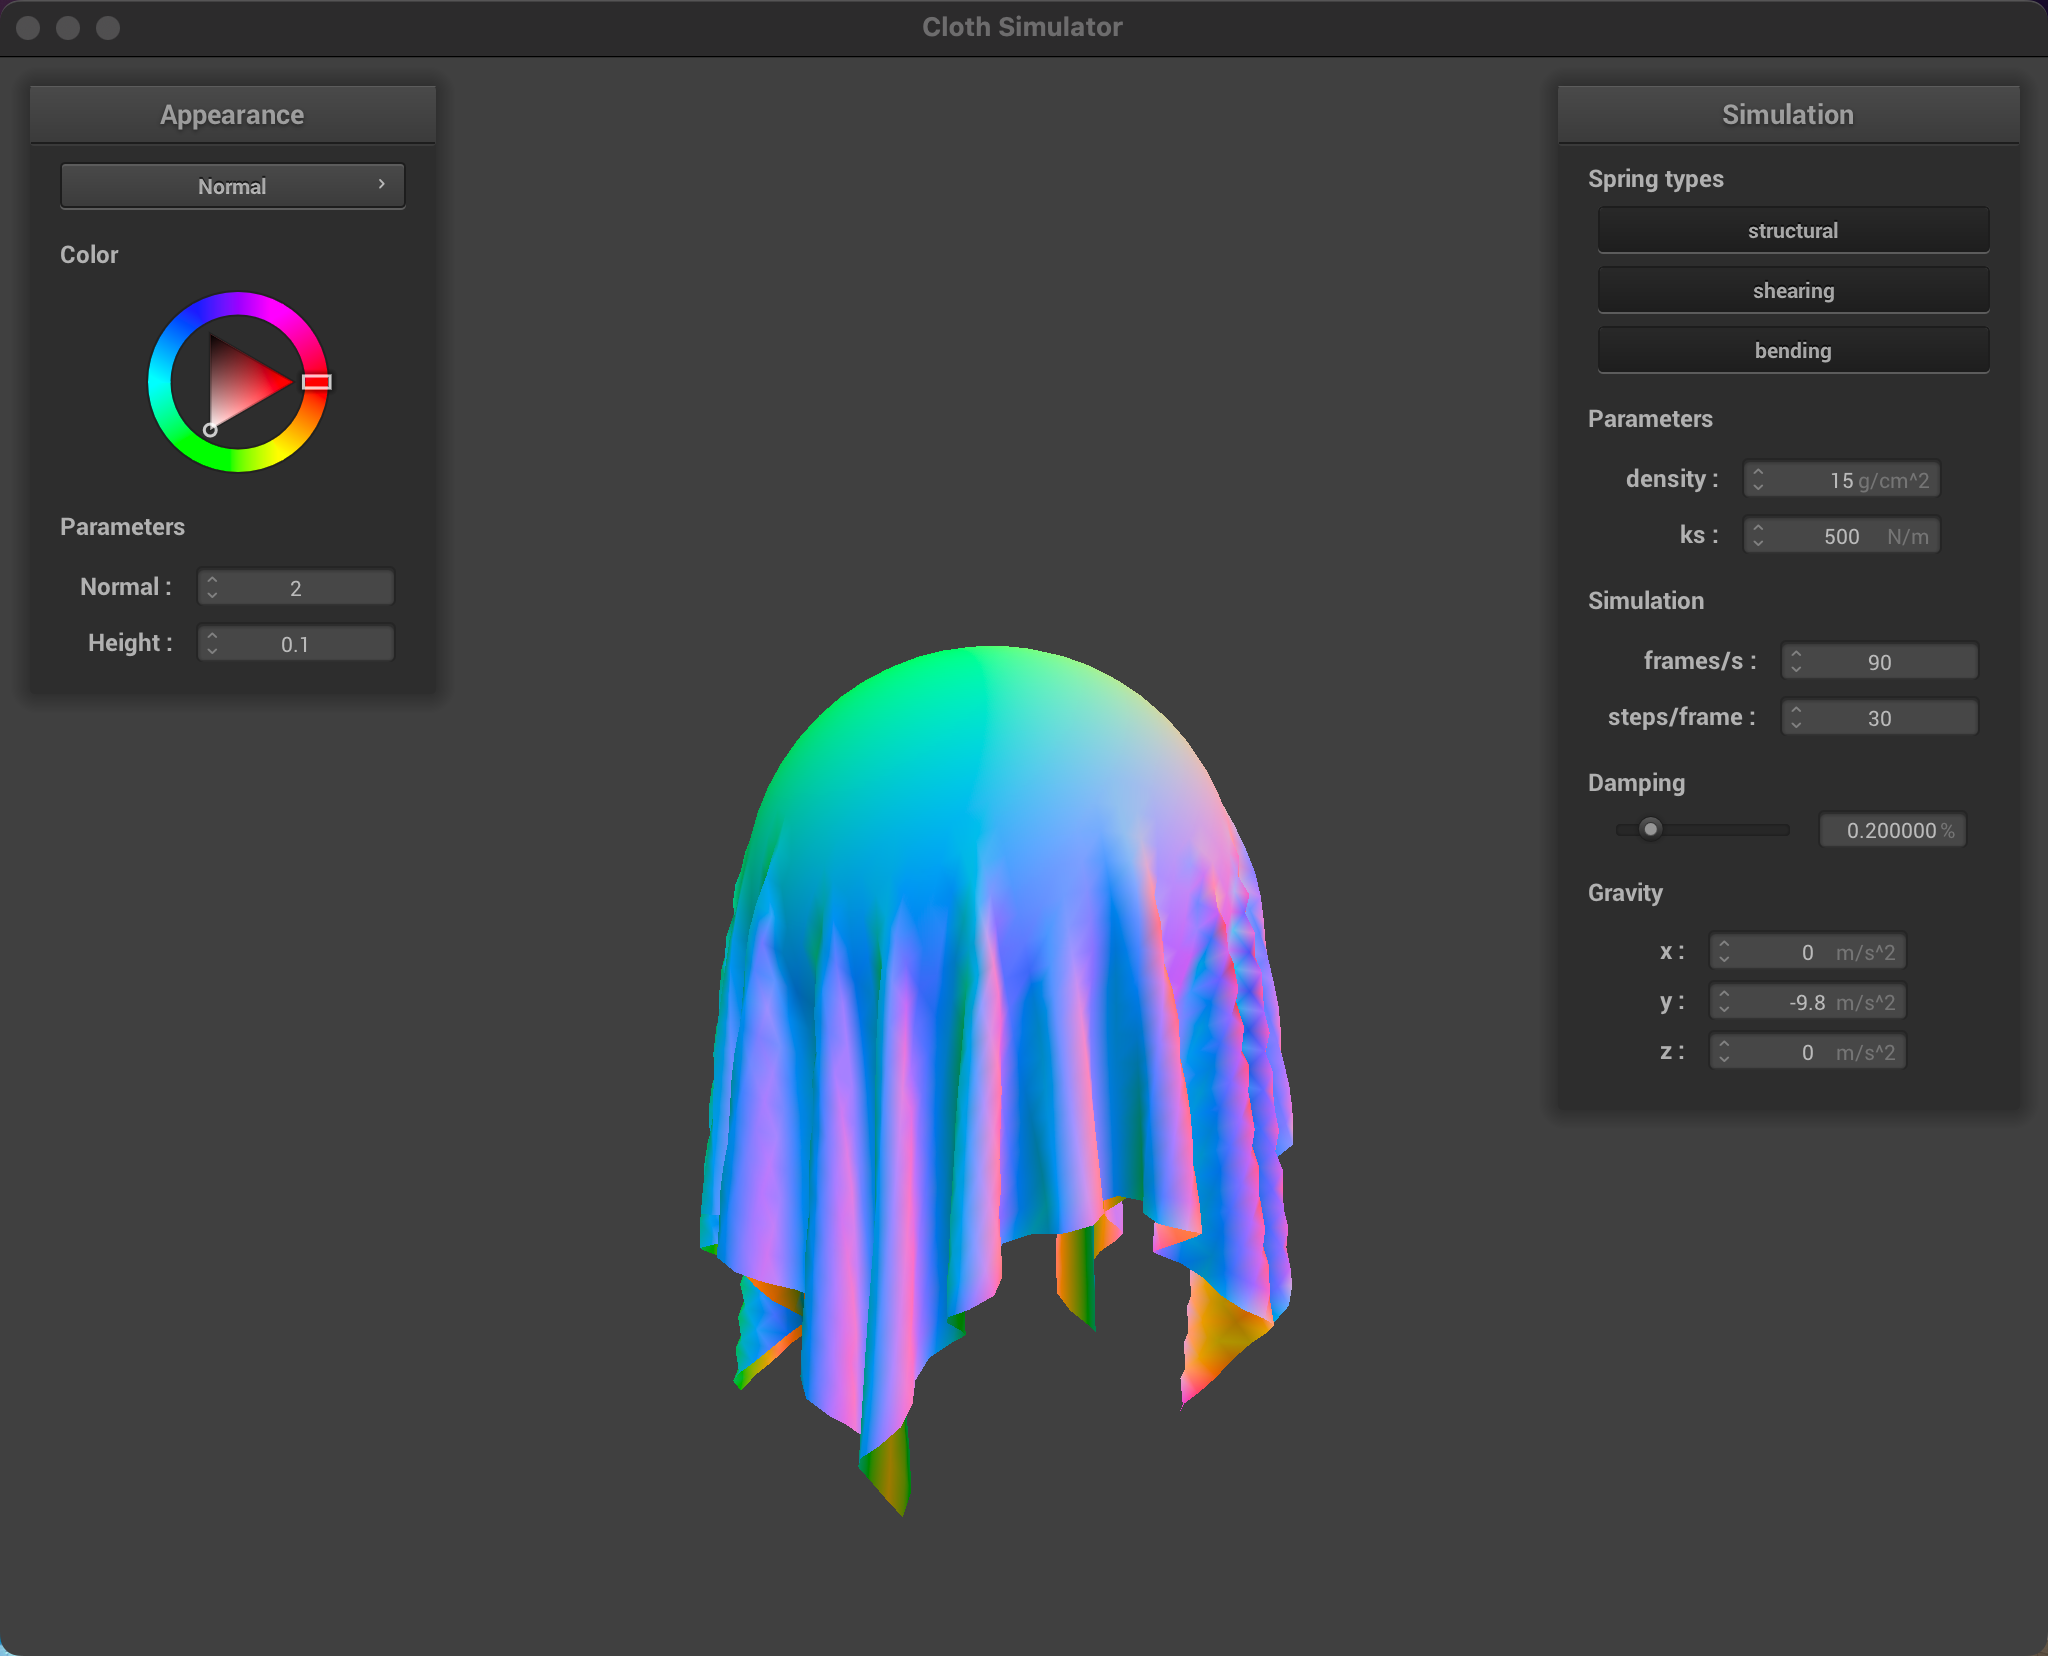 Cloth Simulator
Appearance
Normal
Color
Parameters
Normal : 2
Height : 0.1
Simulation
Spring types
structural
shearing
bending
Parameters
density : 15 g/cm^2
ks : 500 N/m
Simulation
frames/s : 90
steps/frame : 30
Damping
0.200000 %
Gravity
x : 0 m/s^2
y : -9.8 m/s^2
z : 0 m/s^2